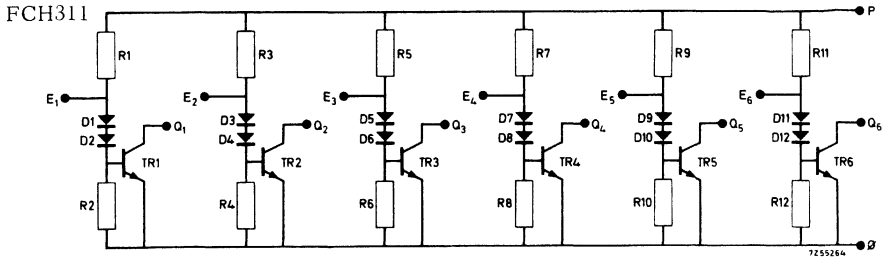 FCH311
P
R1 R3 R5 R7 R9 R11
E1 E2 E3 E4 E5 E6
D1 D3 D5 D7 D9 D11
Q1 Q2 Q3 Q4 Q5 Q6
D2 D4 D6 D8 D10 D12
TR1 TR2 TR3 TR4 TR5 TR6
R2 R4 R6 R8 R10 R12
Ø
7Z55264